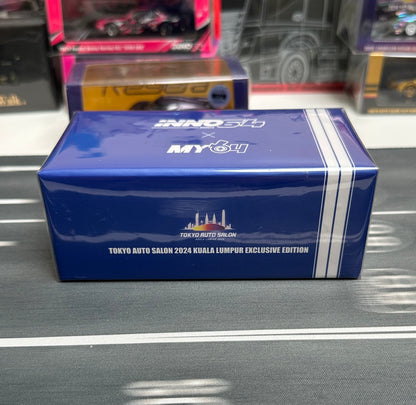 INNO64
×
MY64
TOKYO AUTO SALON
TOKYO AUTO SALON 2024 KUALA LUMPUR EXCLUSIVE EDITION